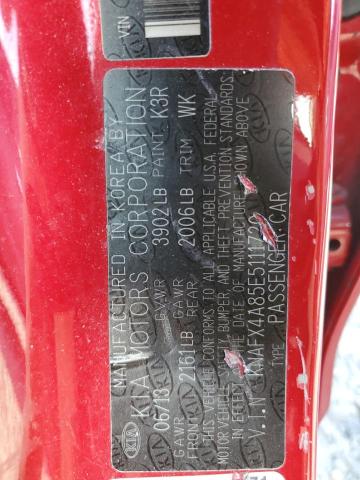 VIN
KIA
MANUFACTURED IN KOREA BY
KIA MOTORS CORPORATION
06/13 GVWR 3902LB PAINT K3R
GAWR FRONT 2161LB GAWR REAR 2006LB TRIM WK
THIS VEHICLE CONFORMS TO ALL APPLICABLE U.S.A. FEDERAL
MOTOR VEHICLE SAFETY, BUMPER AND THEFT PREVENTION STANDARDS
IN EFFECT ON THE DATE OF MANUFACTURE SHOWN ABOVE
V.I.N : KNAFX4A85E5111
TYPE : PASSENGER CAR